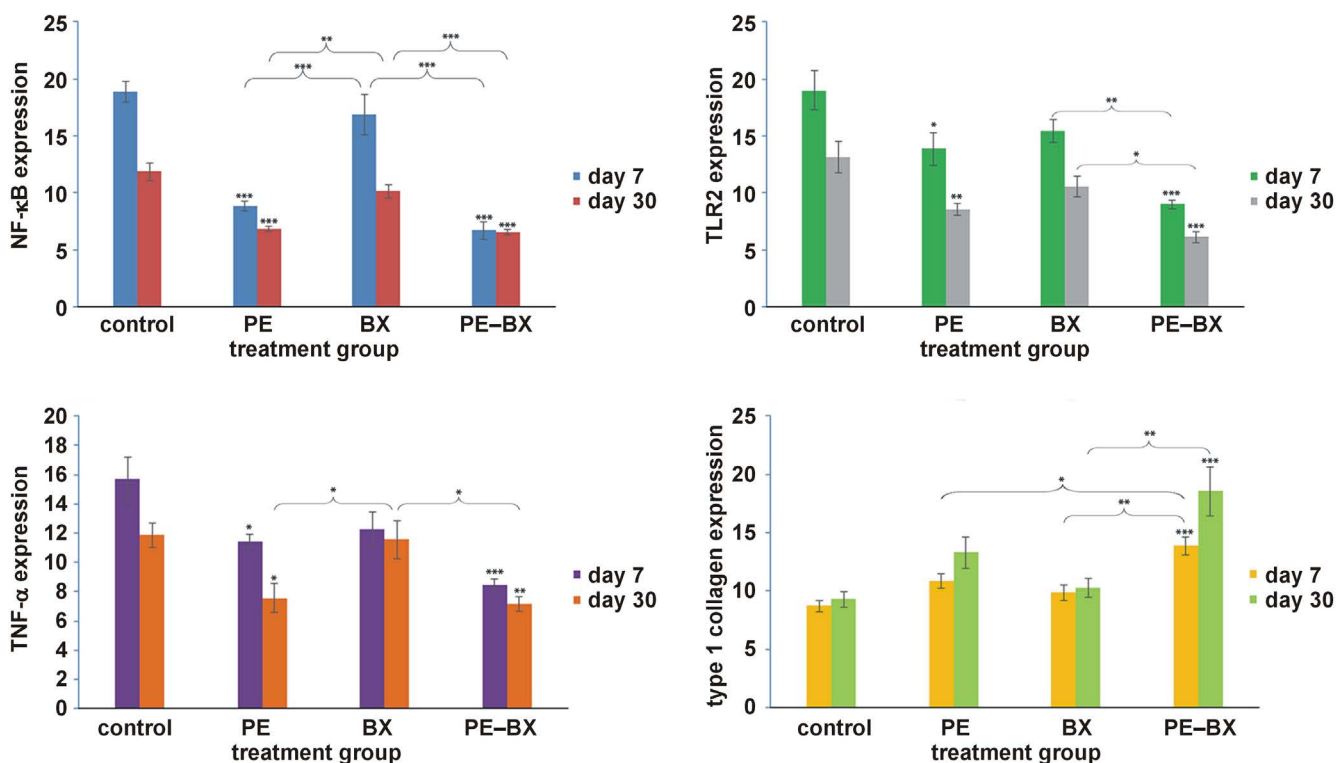 25
20
15
10
5
0
NF-κB expression
**
***
***
***
***
***
***
***
control
PE
BX
PE–BX
treatment group
day 7
day 30
25
20
15
10
5
0
TLR2 expression
*
**
**
*
***
***
control
PE
BX
PE–BX
treatment group
day 7
day 30
20
18
16
14
12
10
8
6
4
2
0
TNF-α expression
*
*
*
*
***
**
control
PE
BX
PE–BX
treatment group
day 7
day 30
25
20
15
10
5
0
type 1 collagen expression
**
***
*
**
***
control
PE
BX
PE–BX
treatment group
day 7
day 30